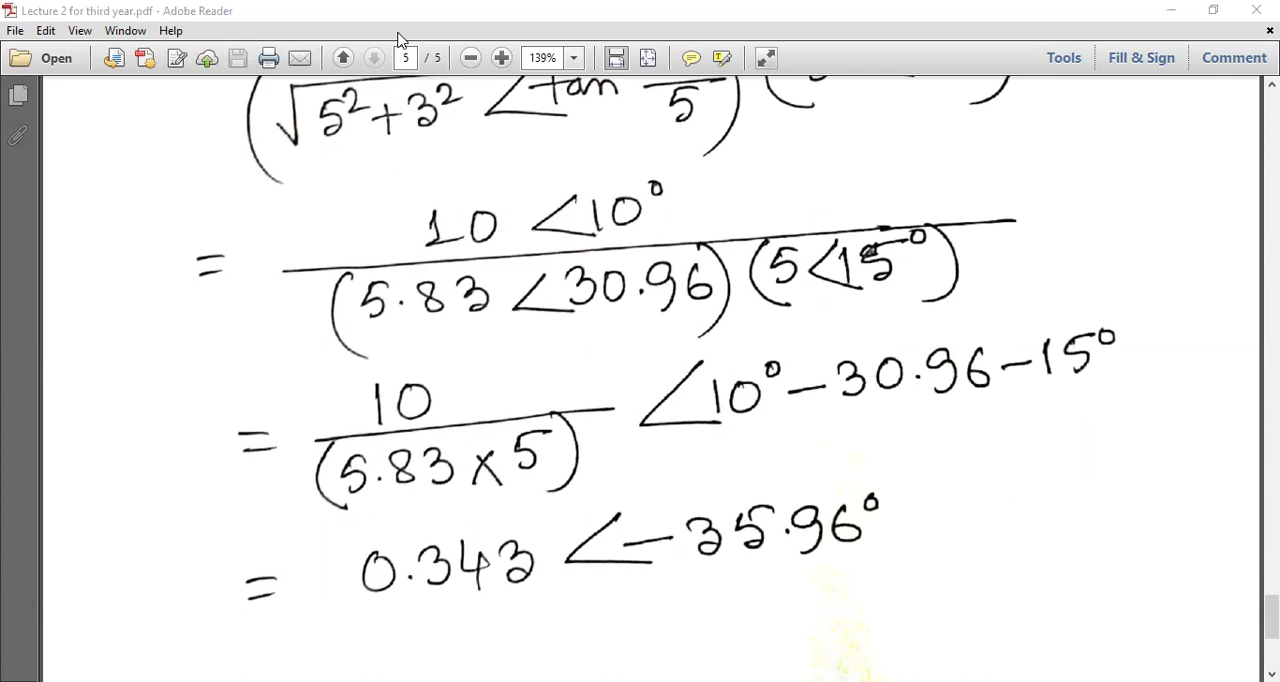 Lecture 2 for third year.pdf - Adobe Reader
File Edit View Window Help
Open 5 / 5 139% Tools Fill & Sign Comment
(√5²+3² ∠tan /5)( )
= 10 ∠10° / (5.83 ∠30.96)(5∠15°)
= 10 / (5.83 × 5) ∠10° - 30.96 - 15°
= 0.343 ∠-35.96°